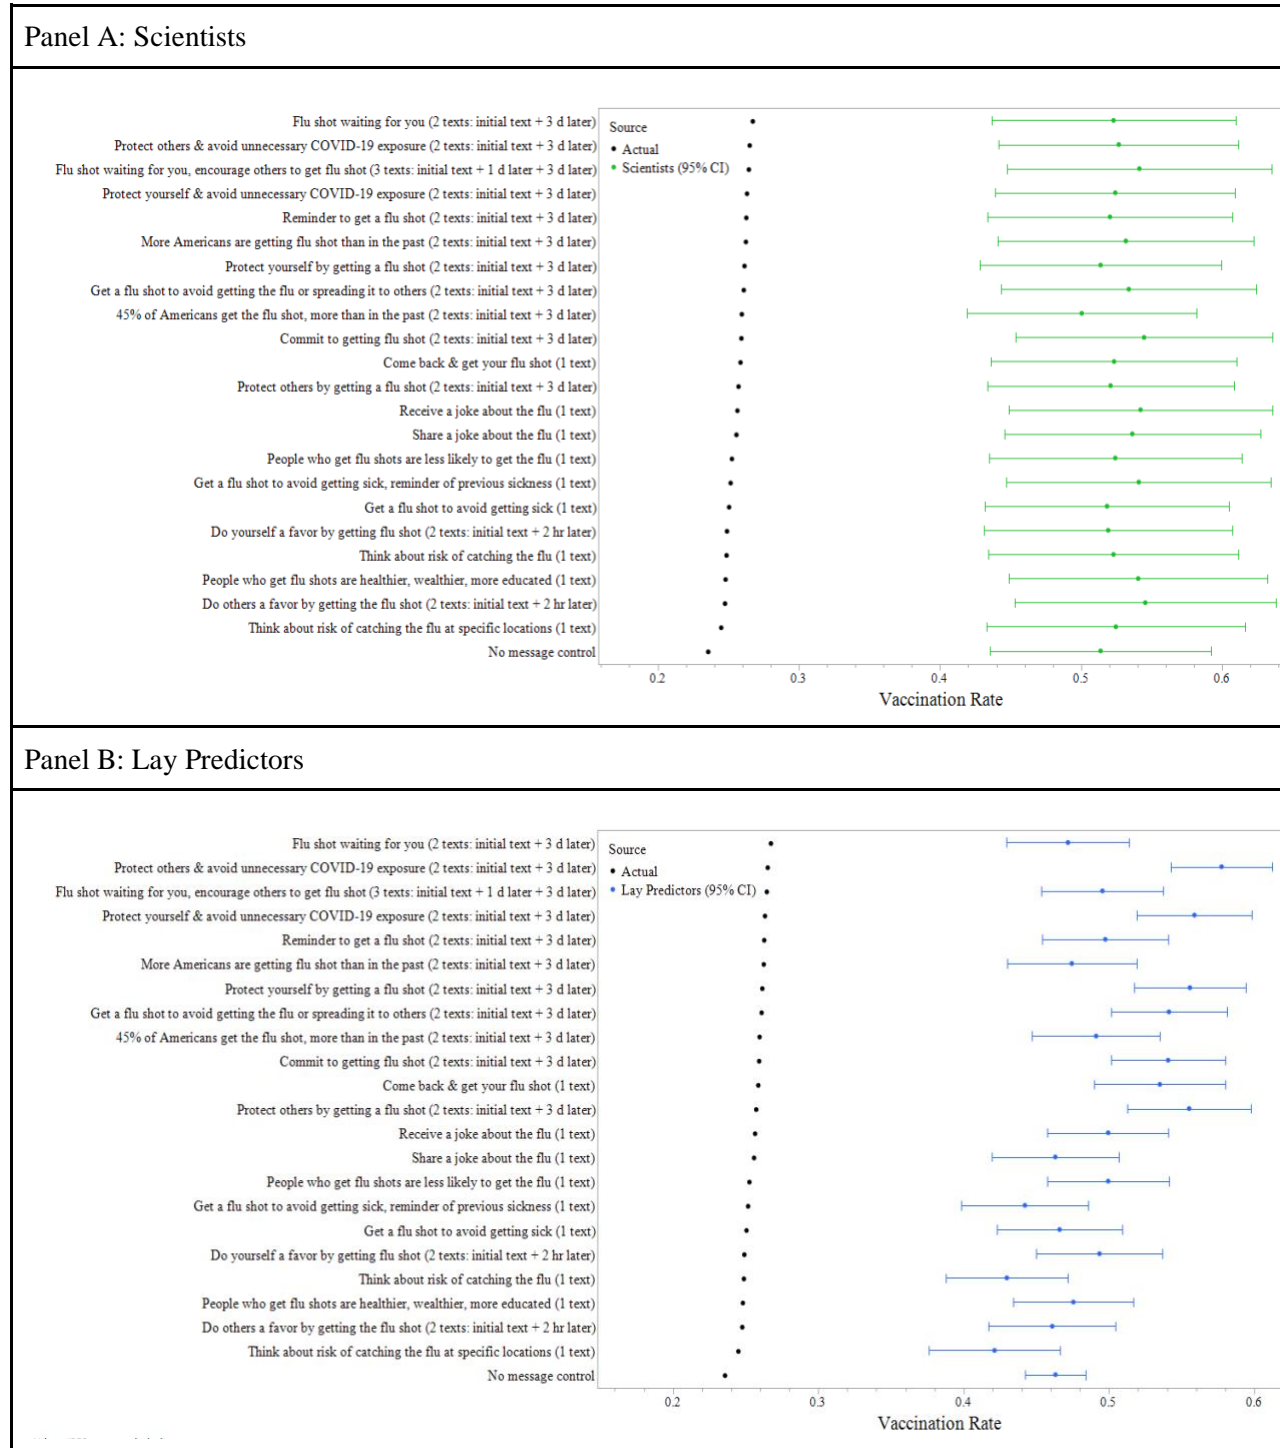 Panel A: Scientists
Flu shot waiting for you (2 texts: initial text + 3 d later)
Protect others & avoid unnecessary COVID-19 exposure (2 texts: initial text + 3 d later)
Flu shot waiting for you, encourage others to get flu shot (3 texts: initial text + 1 d later + 3 d later)
Protect yourself & avoid unnecessary COVID-19 exposure (2 texts: initial text + 3 d later)
Reminder to get a flu shot (2 texts: initial text + 3 d later)
More Americans are getting flu shot than in the past (2 texts: initial text + 3 d later)
Protect yourself by getting a flu shot (2 texts: initial text + 3 d later)
Get a flu shot to avoid getting the flu or spreading it to others (2 texts: initial text + 3 d later)
45% of Americans get the flu shot, more than in the past (2 texts: initial text + 3 d later)
Commit to getting flu shot (2 texts: initial text + 3 d later)
Come back & get your flu shot (1 text)
Protect others by getting a flu shot (2 texts: initial text + 3 d later)
Receive a joke about the flu (1 text)
Share a joke about the flu (1 text)
People who get flu shots are less likely to get the flu (1 text)
Get a flu shot to avoid getting sick, reminder of previous sickness (1 text)
Get a flu shot to avoid getting sick (1 text)
Do yourself a favor by getting flu shot (2 texts: initial text + 2 hr later)
Think about risk of catching the flu (1 text)
People who get flu shots are healthier, wealthier, more educated (1 text)
Do others a favor by getting the flu shot (2 texts: initial text + 2 hr later)
Think about risk of catching the flu at specific locations (1 text)
No message control
Source
Actual
Scientists (95% CI)
0.2 0.3 0.4 0.5 0.6
Vaccination Rate
Panel B: Lay Predictors
Flu shot waiting for you (2 texts: initial text + 3 d later)
Protect others & avoid unnecessary COVID-19 exposure (2 texts: initial text + 3 d later)
Flu shot waiting for you, encourage others to get flu shot (3 texts: initial text + 1 d later + 3 d later)
Protect yourself & avoid unnecessary COVID-19 exposure (2 texts: initial text + 3 d later)
Reminder to get a flu shot (2 texts: initial text + 3 d later)
More Americans are getting flu shot than in the past (2 texts: initial text + 3 d later)
Protect yourself by getting a flu shot (2 texts: initial text + 3 d later)
Get a flu shot to avoid getting the flu or spreading it to others (2 texts: initial text + 3 d later)
45% of Americans get the flu shot, more than in the past (2 texts: initial text + 3 d later)
Commit to getting flu shot (2 texts: initial text + 3 d later)
Come back & get your flu shot (1 text)
Protect others by getting a flu shot (2 texts: initial text + 3 d later)
Receive a joke about the flu (1 text)
Share a joke about the flu (1 text)
People who get flu shots are less likely to get the flu (1 text)
Get a flu shot to avoid getting sick, reminder of previous sickness (1 text)
Get a flu shot to avoid getting sick (1 text)
Do yourself a favor by getting flu shot (2 texts: initial text + 2 hr later)
Think about risk of catching the flu (1 text)
People who get flu shots are healthier, wealthier, more educated (1 text)
Do others a favor by getting the flu shot (2 texts: initial text + 2 hr later)
Think about risk of catching the flu at specific locations (1 text)
No message control
Source
Actual
Lay Predictors (95% CI)
0.2 0.3 0.4 0.5 0.6
Vaccination Rate